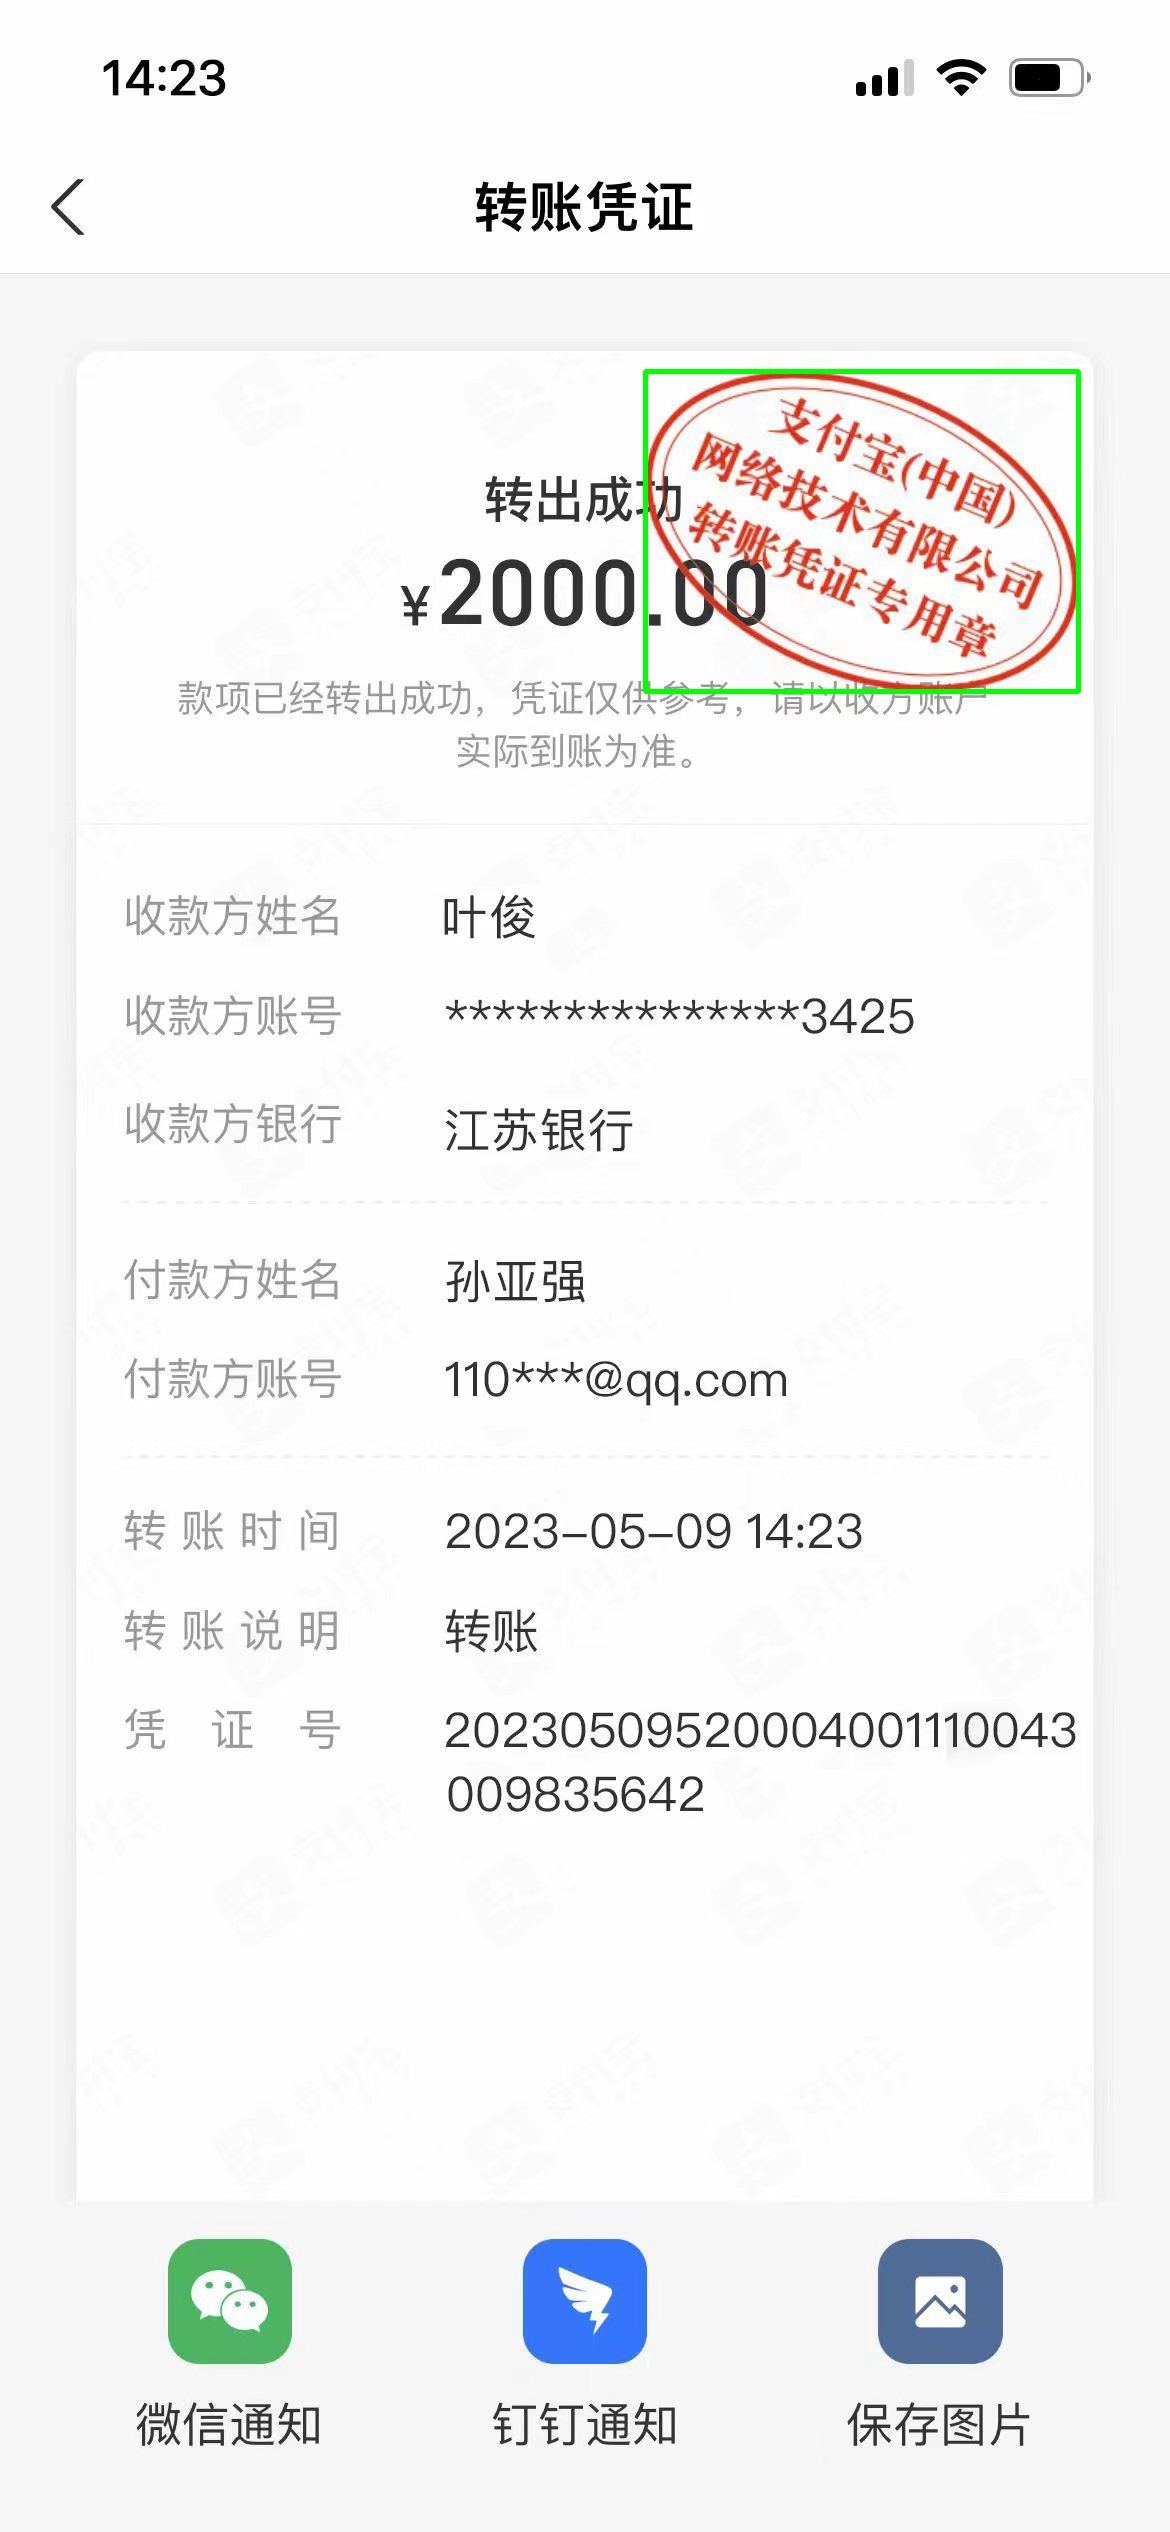 14:23
转账凭证
支付宝(中国)
网络技术有限公司
转账凭证专用章
转出成功
¥2000.00
款项已经转出成功，凭证仅供参考，请以收方账户
实际到账为准。
收款方姓名 叶俊
收款方账号 ***************3425
收款方银行 江苏银行
付款方姓名 孙亚强
付款方账号 110***@qq.com
转账时间 2023-05-09 14:23
转账说明 转账
凭证号 20230509520004001110043
009835642
微信通知 钉钉通知 保存图片